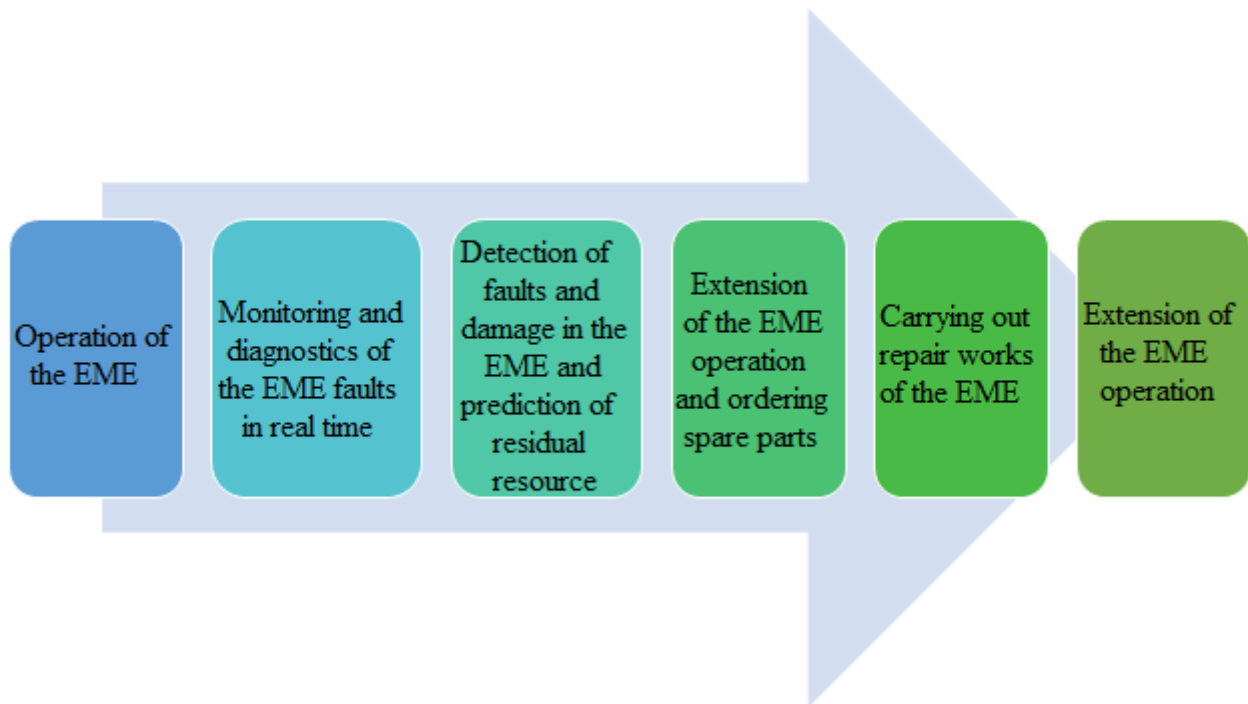 Operation of
the EME
Monitoring and
diagnostics of
the EME faults
in real time
Detection of
faults and
damage in the
EME and
prediction of
residual
resource
Extension
of the EME
operation
and ordering
spare parts
Carrying out
repair works
of the EME
Extension of
the EME
operation